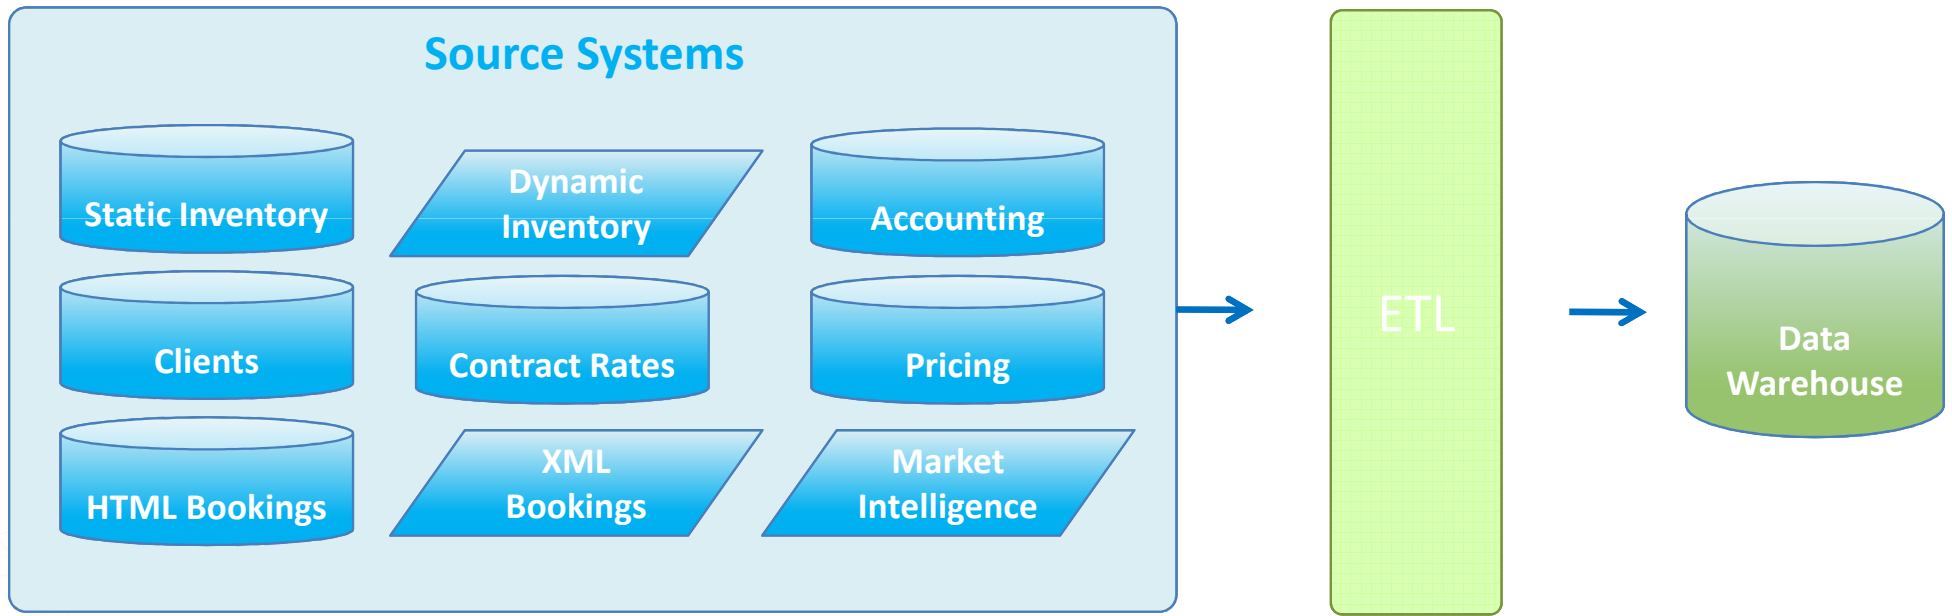 Source Systems
Static Inventory
Dynamic
Inventory
Accounting
Clients
Contract Rates
Pricing
HTML Bookings
XML
Bookings
Market
Intelligence
ETL
Data
Warehouse